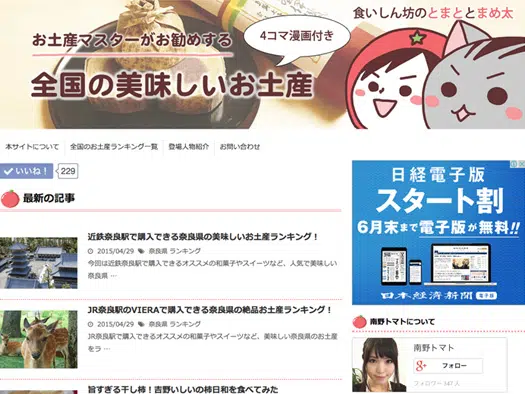 お土産マスターがお勧めする
4コマ漫画付き
食いしん坊のとまととまめ太
全国の美味しいお土産
本サイトについて
全国のお土産ランキング一覧
登場人物紹介
お問い合わせ
いいね！
229
最新の記事
近鉄奈良駅で購入できる奈良県の美味しいお土産ランキング！
2015/04/29 奈良県 ランキング
今回は近鉄奈良駅で購入できるオススメの和菓子やスイーツなど、人気で美味しい
奈良県 …
JR奈良駅のVIERAで購入できる奈良県の絶品お土産ランキング！
2015/04/29 奈良県 ランキング
JR奈良駅で購入できるオススメの和菓子やスイーツなど、美味しい奈良県のお土産
をラ …
旨すぎる干し柿！吉野いしいの柿日和を食べてみた
日経電子版
スタート割
6月末まで電子版が無料!!
日本経済新聞 電子版
南野トマトについて
南野トマト
g+ フォロー
フォロワー 347 人